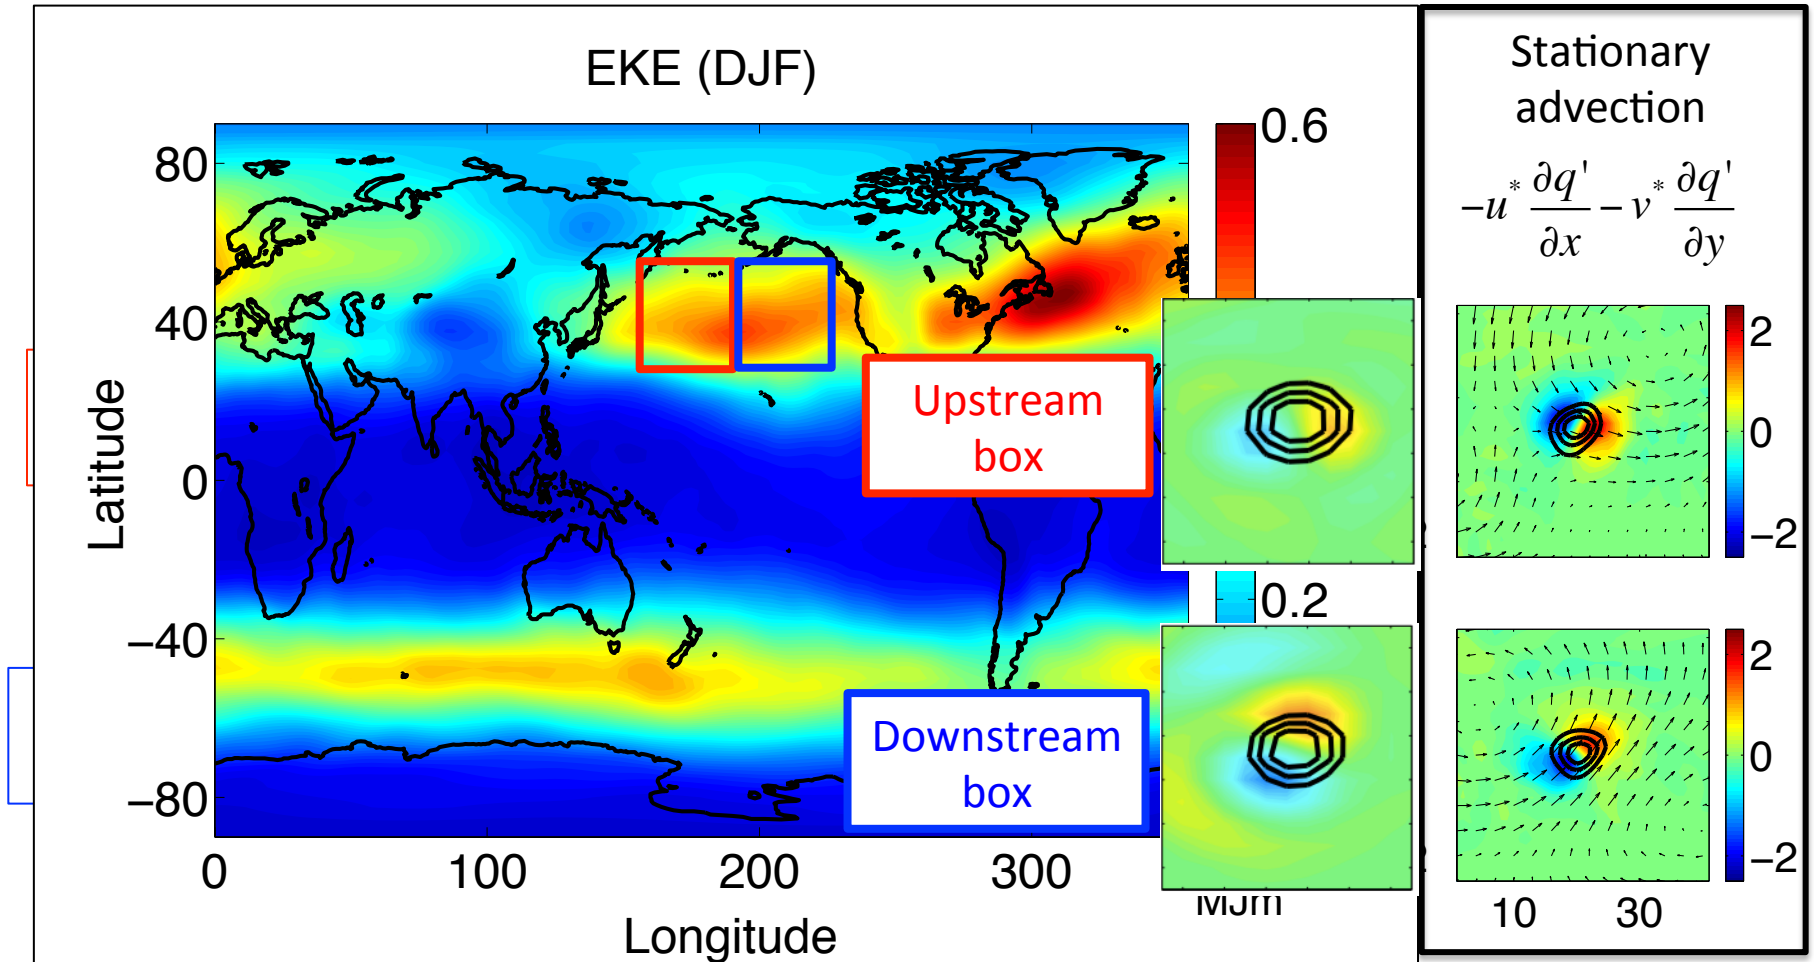 EKE (DJF)
80
40
0
−40
−80
Latitude
0
100
200
300
Longitude
0.6
0.2
Upstream
box
Downstream
box
Stationary
advection
−u* ∂q'/∂x − v* ∂q'/∂y
2
0
−2
2
0
−2
10
30